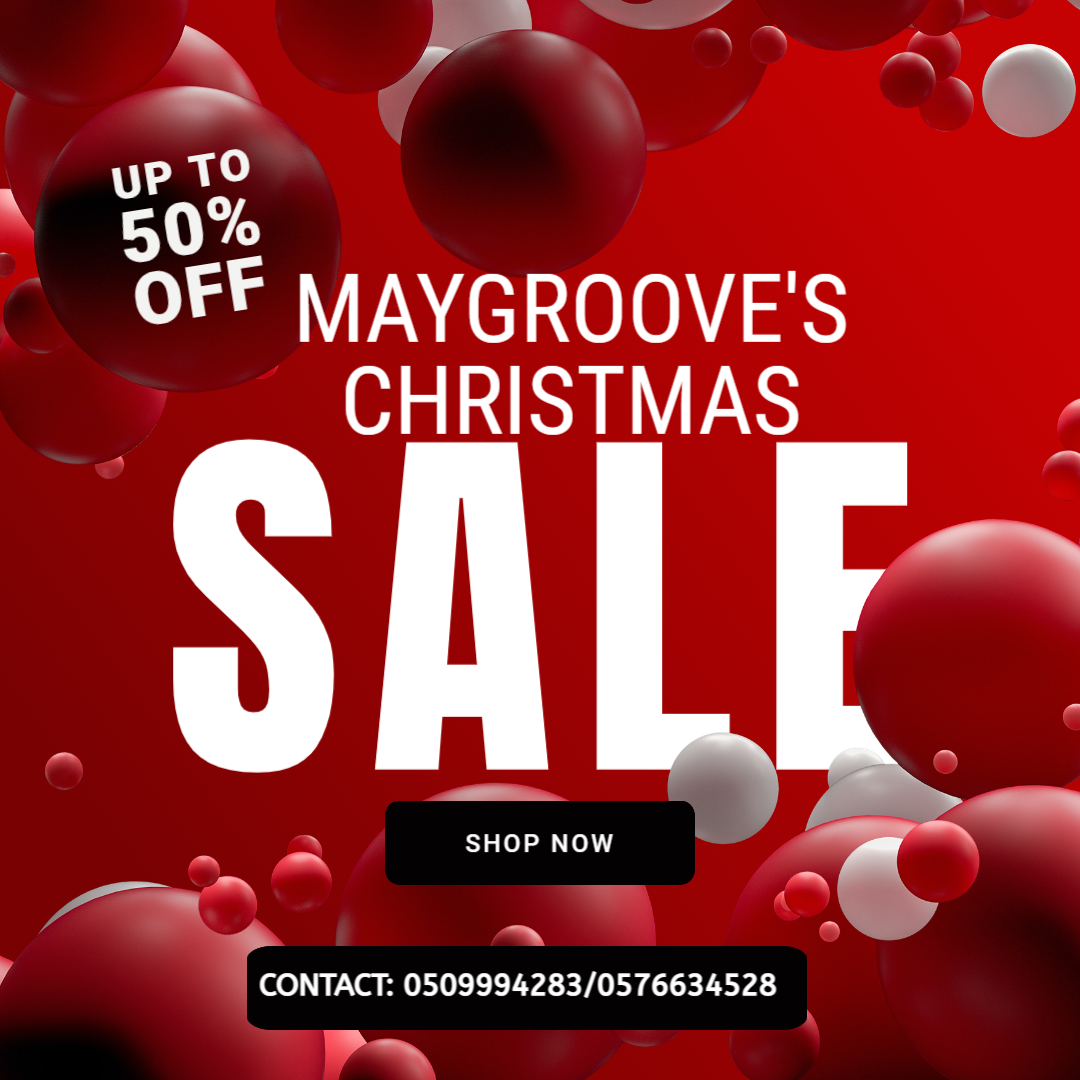 UP TO
50%
OFF
MAYGROOVE'S
CHRISTMAS
SALE
SHOP NOW
CONTACT: 0509994283/0576634528